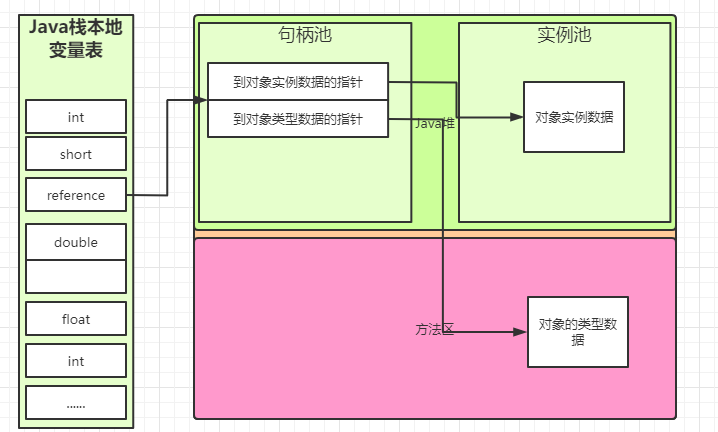 Java栈本地
变量表
int
short
reference
double
float
int
......
句柄池
到对象实例数据的指针
到对象类型数据的指针
Java堆
实例池
对象实例数据
方法区
对象的类型数
据